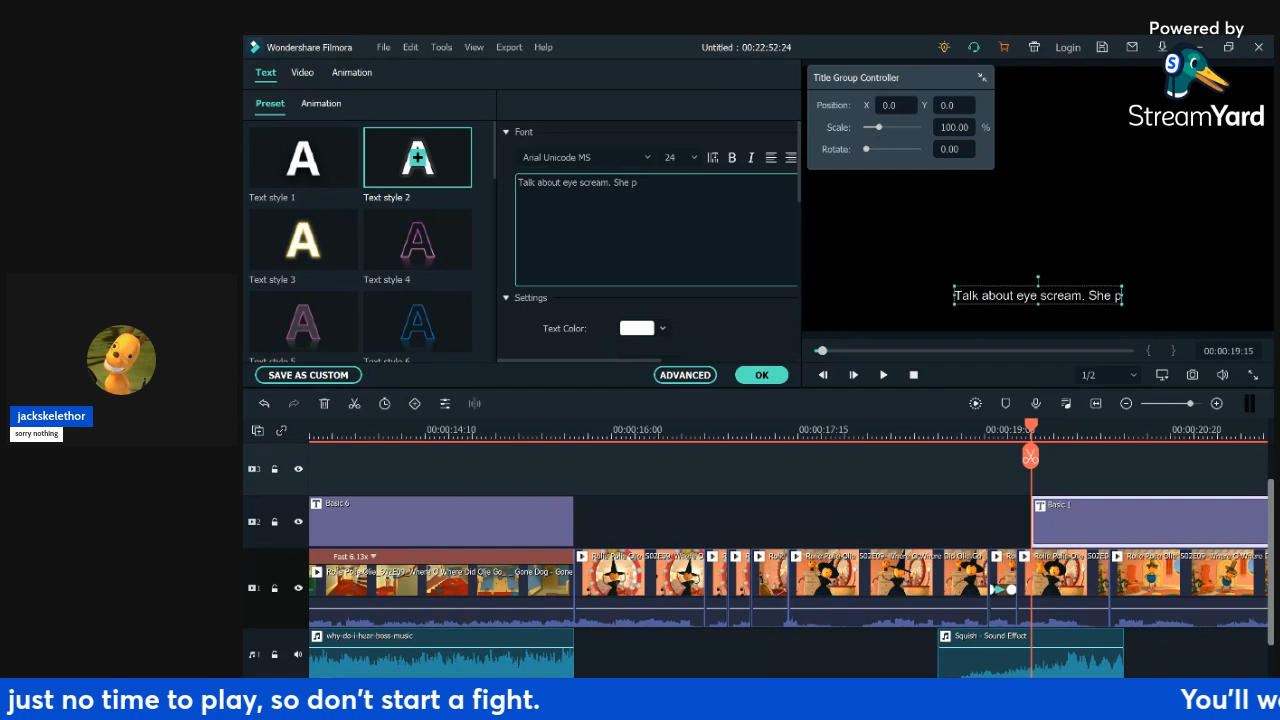 Powered by
StreamYard
Wondershare Filmora
File Edit Tools View Export Help
Untitled : 00:22:52:24
Login
Text Video Animation
Preset Animation
Text style 1
Text style 2
Text style 3
Text style 4
Text style 5
Text style 6
Font
Arial Unicode MS 24 B I
Talk about eye scream. She p
Settings
Text Color:
SAVE AS CUSTOM
ADVANCED
OK
Title Group Controller
Position: X 0.0 Y 0.0
Scale: 100.00 %
Rotate: 0.00
Talk about eye scream. She p
00:00:19:15
1/2
jackskelethor
sorry nothing
00:00:14:10
00:00:16:00
00:00:17:15
00:00:20:20
Basic 6
Basic 1
Fast 6.13x
why-do-i-hear-boss-music
Squish - Sound Effect
just no time to play, so don't start a fight.
You'll